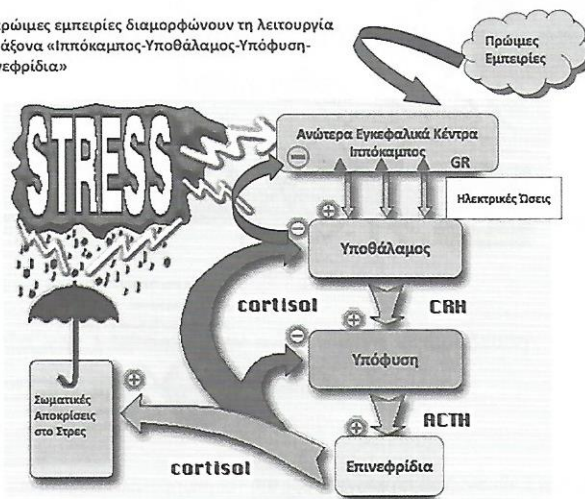 ρώιμες εμπειρίες διαμορφώνουν τη λειτουργία
άξονα «Ιππόκαμπος-Υποθάλαμος-Υπόφυση-
νεφρίδια»
Πρώιμες
Εμπειρίες
STRESS
Ανώτερα Εγκεφαλικά Κέντρα
Ιππόκαμπος
GR
Ηλεκτρικές Ώσεις
Υποθάλαμος
cortisol
CRH
Υπόφυση
Σωματικές
Αποκρίσεις
στο Στρες
ACTH
cortisol
Επινεφρίδια